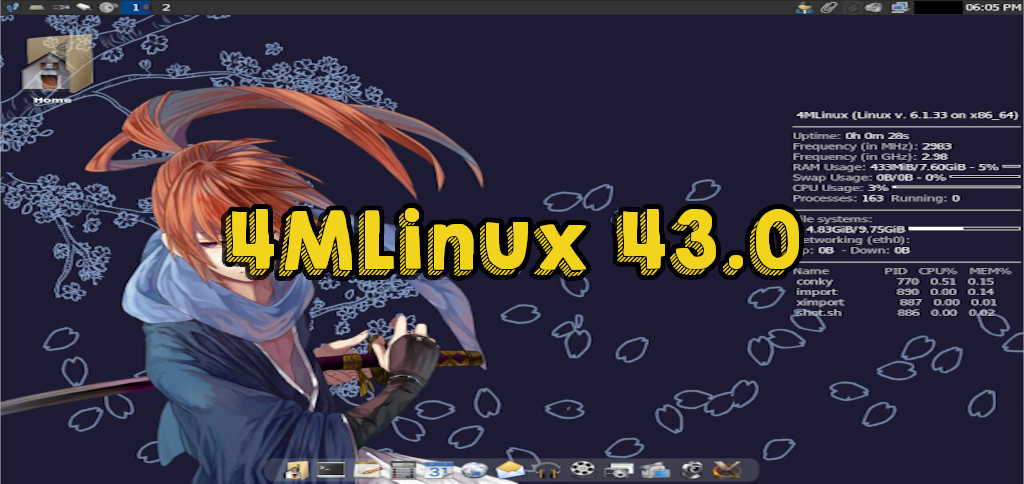 1 2 06:05 PM
Home
4MLinux (Linux v. 6.1.33 on x86_64)
Uptime: 0h 0m 28s
Frequency (in MHz): 2983
Frequency (in GHz): 2.98
RAM Usage: 433MiB/7.60GiB - 5%
Swap Usage: 0B/0B - 0%
CPU Usage: 3%
Processes: 163 Running: 0
4MLinux 43.0
systems:
4.83GiB/9.75GiB
(eth0):
0B - Down: 0B
Name PID CPU% MEM%
conky 770 0.51 0.15
import 890 0.00 0.14
ximport 887 0.00 0.01
shot.sh 886 0.00 0.02
31